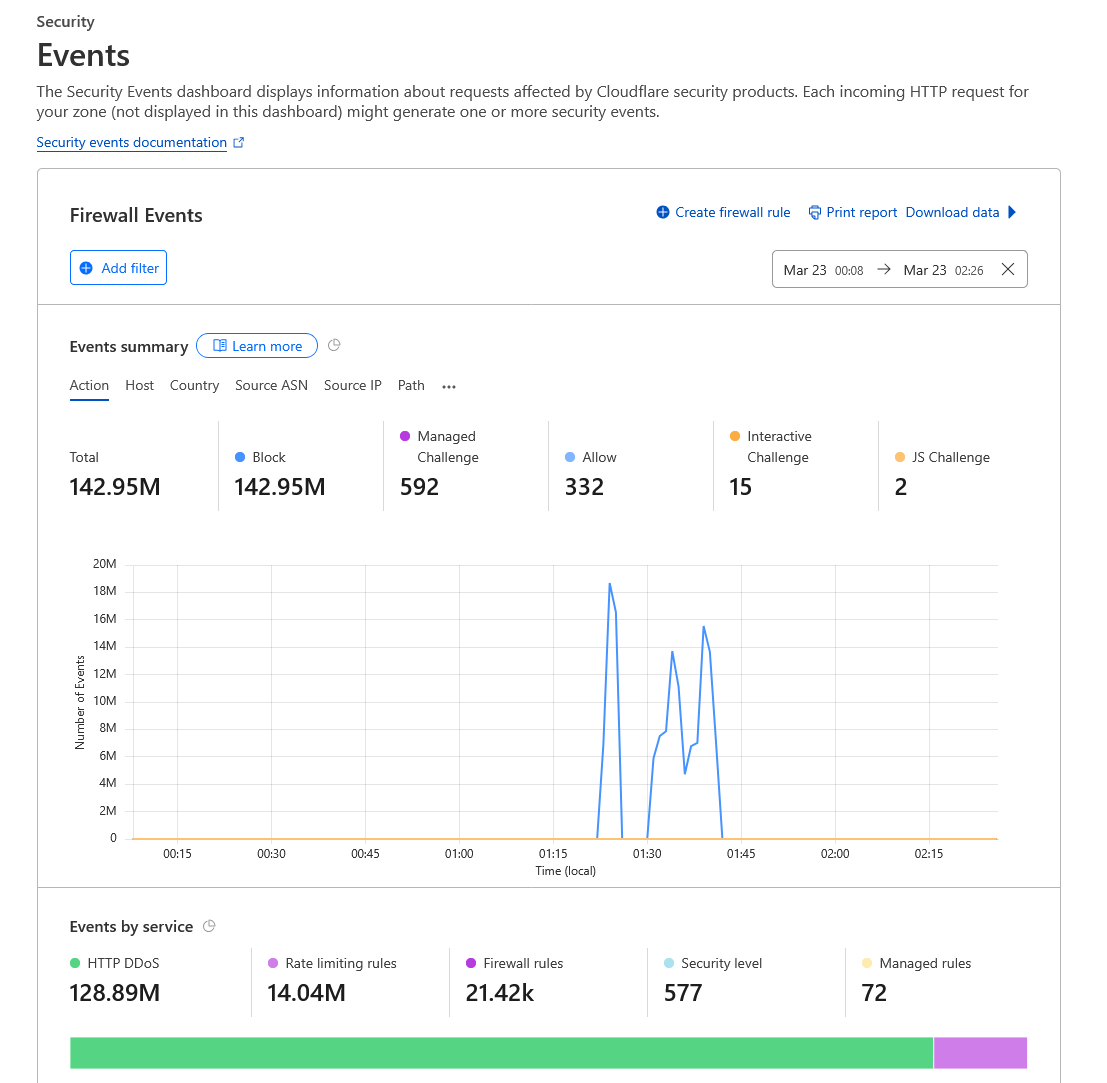 Security
Events
The Security Events dashboard displays information about requests affected by Cloudflare security products. Each incoming HTTP request for
your zone (not displayed in this dashboard) might generate one or more security events.
Security events documentation
Firewall Events
Create firewall rule Print report Download data
Add filter
Mar 23 00:08 → Mar 23 02:26
Events summary Learn more
Action Host Country Source ASN Source IP Path ...
Total
142.95M
Block
142.95M
Managed
Challenge
592
Allow
332
Interactive
Challenge
15
JS Challenge
2
Number of Events
20M
18M
16M
14M
12M
10M
8M
6M
4M
2M
0
00:15 00:30 00:45 01:00 01:15 01:30 01:45 02:00 02:15
Time (local)
Events by service
HTTP DDoS
128.89M
Rate limiting rules
14.04M
Firewall rules
21.42k
Security level
577
Managed rules
72